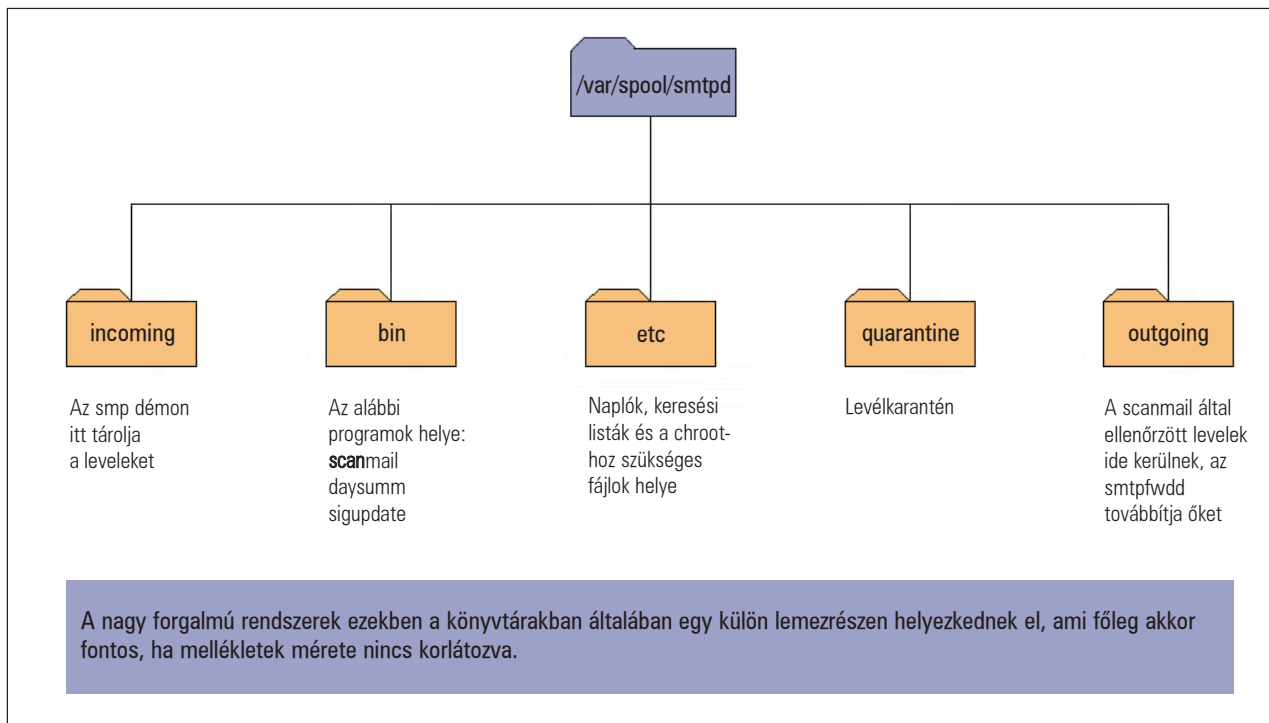 /var/spool/smtpd
incoming
bin
etc
quarantine
outgoing
Az smp démon
itt tárolja
a leveleket
Az alábbi
programok helye:
scanmail
daysumm
sigupdate
Naplók, keresési
listák és a chroot-
hoz szükséges
fájlok helye
Levélkarantén
A scanmail által
ellenőrzött levelek
ide kerülnek, az
smtpfwdd
továbbítja őket
A nagy forgalmú rendszerek ezekben a könyvtárakban általában egy külön lemezrészen helyezkednek el, ami főleg akkor
fontos, ha mellékletek mérete nincs korlátozva.